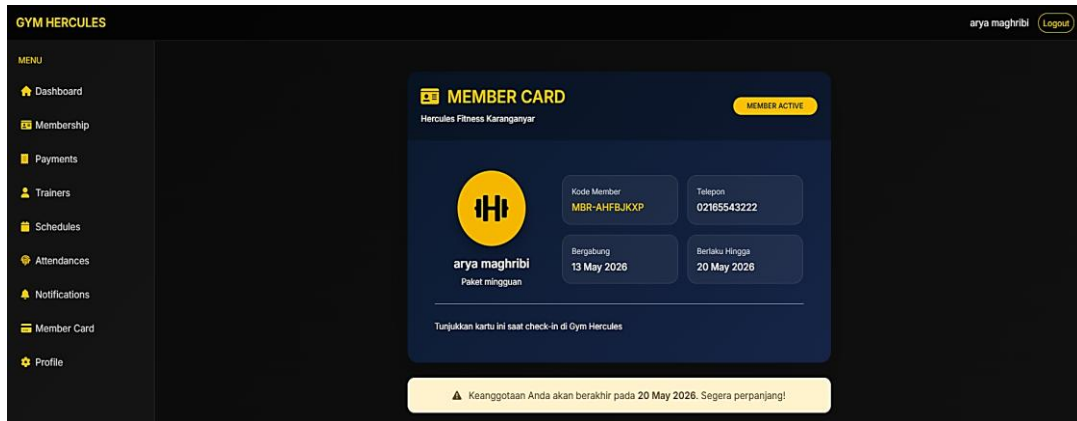 GYM HERCULES
arya maghribi Logout
MENU
Dashboard
Membership
Payments
Trainers
Schedules
Attendances
Notifications
Member Card
Profile
MEMBER CARD
MEMBER ACTIVE
Hercules Fitness Karanganyar
arya maghribi
Paket mingguan
Kode Member
MBR-AHFBJKXP
Telepon
02165543222
Bergabung
13 May 2026
Berlaku Hingga
20 May 2026
Tunjukkan kartu ini saat check-in di Gym Hercules
Keanggotaan Anda akan berakhir pada 20 May 2026. Segera perpanjang!